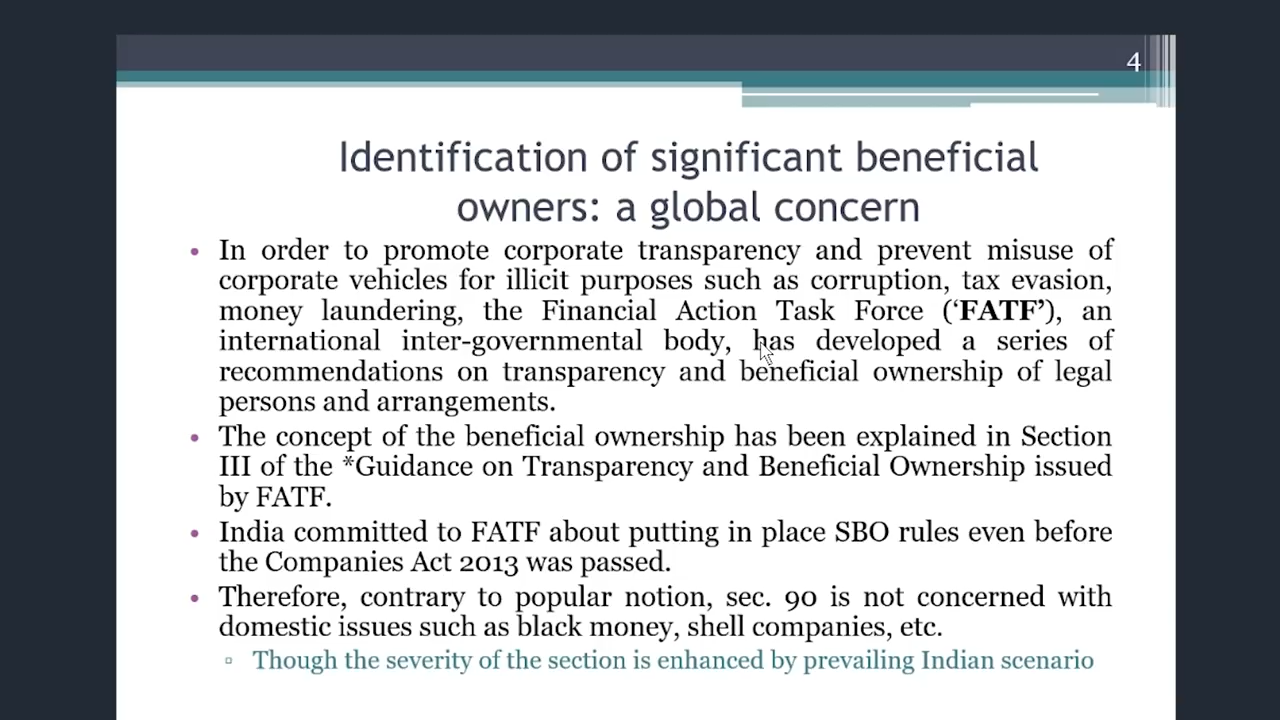 4
Identification of significant beneficial
owners: a global concern
• In order to promote corporate transparency and prevent misuse of
corporate vehicles for illicit purposes such as corruption, tax evasion,
money laundering, the Financial Action Task Force (‘FATF’), an
international inter-governmental body, has developed a series of
recommendations on transparency and beneficial ownership of legal
persons and arrangements.
• The concept of the beneficial ownership has been explained in Section
III of the *Guidance on Transparency and Beneficial Ownership issued
by FATF.
• India committed to FATF about putting in place SBO rules even before
the Companies Act 2013 was passed.
• Therefore, contrary to popular notion, sec. 90 is not concerned with
domestic issues such as black money, shell companies, etc.
▫ Though the severity of the section is enhanced by prevailing Indian scenario